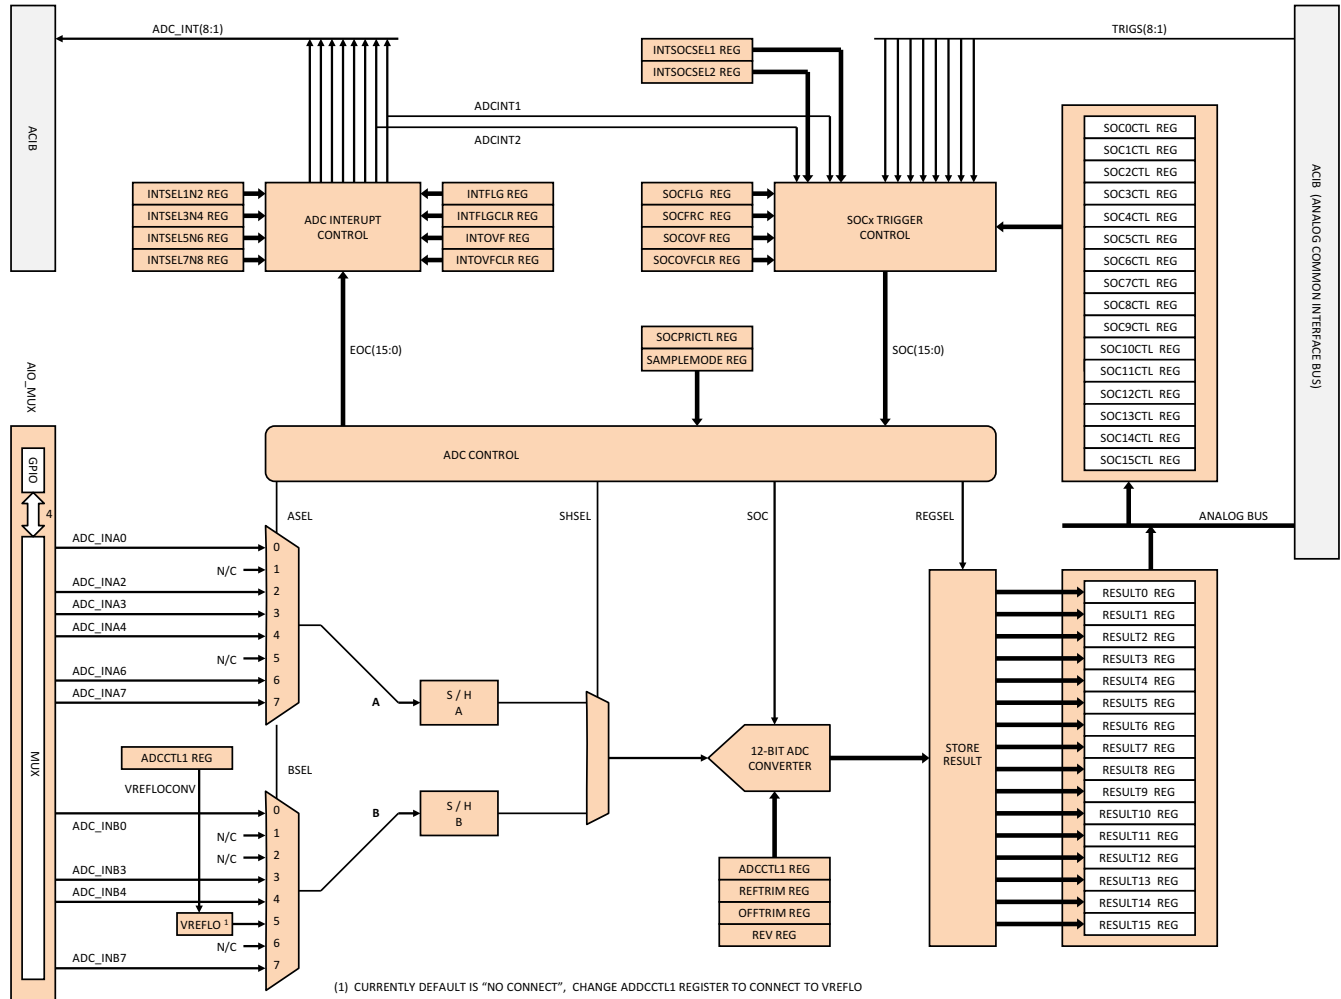 ADC_INT(8:1)
TRIGS(8:1)
INTSOCSEL1 REG
INTSOCSEL2 REG
ADCINT1
ADCINT2
ACIB
ACIB (ANALOG COMMON INTERFACE BUS)
INTSEL1N2 REG
INTSEL3N4 REG
INTSEL5N6 REG
INTSEL7N8 REG
ADC INTERUPT
CONTROL
INTFLG REG
INTFLGCLR REG
INTOVF REG
INTOVFCLR REG
SOCFLG REG
SOCFRC REG
SOCOVF REG
SOCOVFCLR REG
SOCx TRIGGER
CONTROL
SOC0CTL REG
SOC1CTL REG
SOC2CTL REG
SOC3CTL REG
SOC4CTL REG
SOC5CTL REG
SOC6CTL REG
SOC7CTL REG
SOC8CTL REG
SOC9CTL REG
SOC10CTL REG
SOC11CTL REG
SOC12CTL REG
SOC13CTL REG
SOC14CTL REG
SOC15CTL REG
EOC(15:0)
SOCPRICTL REG
SAMPLEMODE REG
SOC(15:0)
AIO_MUX
GPIO
4
MUX
ADC CONTROL
ASEL
SHSEL
SOC
REGSEL
ANALOG BUS
ADC_INA0
N/C
ADC_INA2
ADC_INA3
ADC_INA4
N/C
ADC_INA6
ADC_INA7
0
1
2
3
4
5
6
7
A
S / H
A
ADCCTL1 REG
VREFLOCONV
BSEL
ADC_INB0
N/C
N/C
ADC_INB3
ADC_INB4
VREFLO 1
N/C
ADC_INB7
0
1
2
3
4
5
6
7
B
S / H
B
12-BIT ADC
CONVERTER
ADCCTL1 REG
REFTRIM REG
OFFTRIM REG
REV REG
STORE
RESULT
RESULT0 REG
RESULT1 REG
RESULT2 REG
RESULT3 REG
RESULT4 REG
RESULT5 REG
RESULT6 REG
RESULT7 REG
RESULT8 REG
RESULT9 REG
RESULT10 REG
RESULT11 REG
RESULT12 REG
RESULT13 REG
RESULT14 REG
RESULT15 REG
(1) CURRENTLY DEFAULT IS “NO CONNECT”, CHANGE ADDCCTL1 REGISTER TO CONNECT TO VREFLO